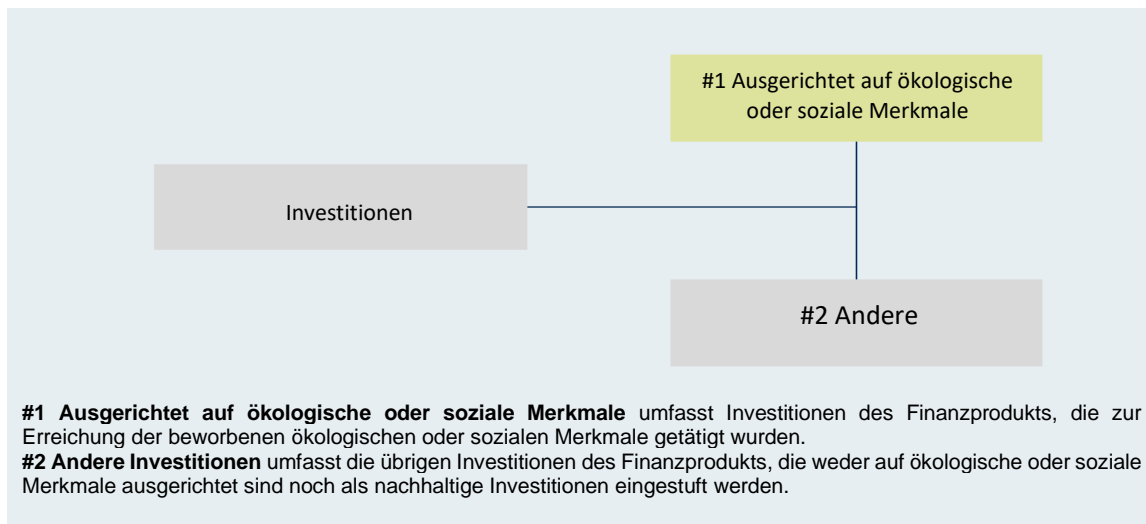 #1 Ausgerichtet auf ökologische
oder soziale Merkmale
Investitionen
#2 Andere
#1 Ausgerichtet auf ökologische oder soziale Merkmale umfasst Investitionen des Finanzprodukts, die zur
Erreichung der beworbenen ökologischen oder sozialen Merkmale getätigt wurden.
#2 Andere Investitionen umfasst die übrigen Investitionen des Finanzprodukts, die weder auf ökologische oder soziale
Merkmale ausgerichtet sind noch als nachhaltige Investitionen eingestuft werden.